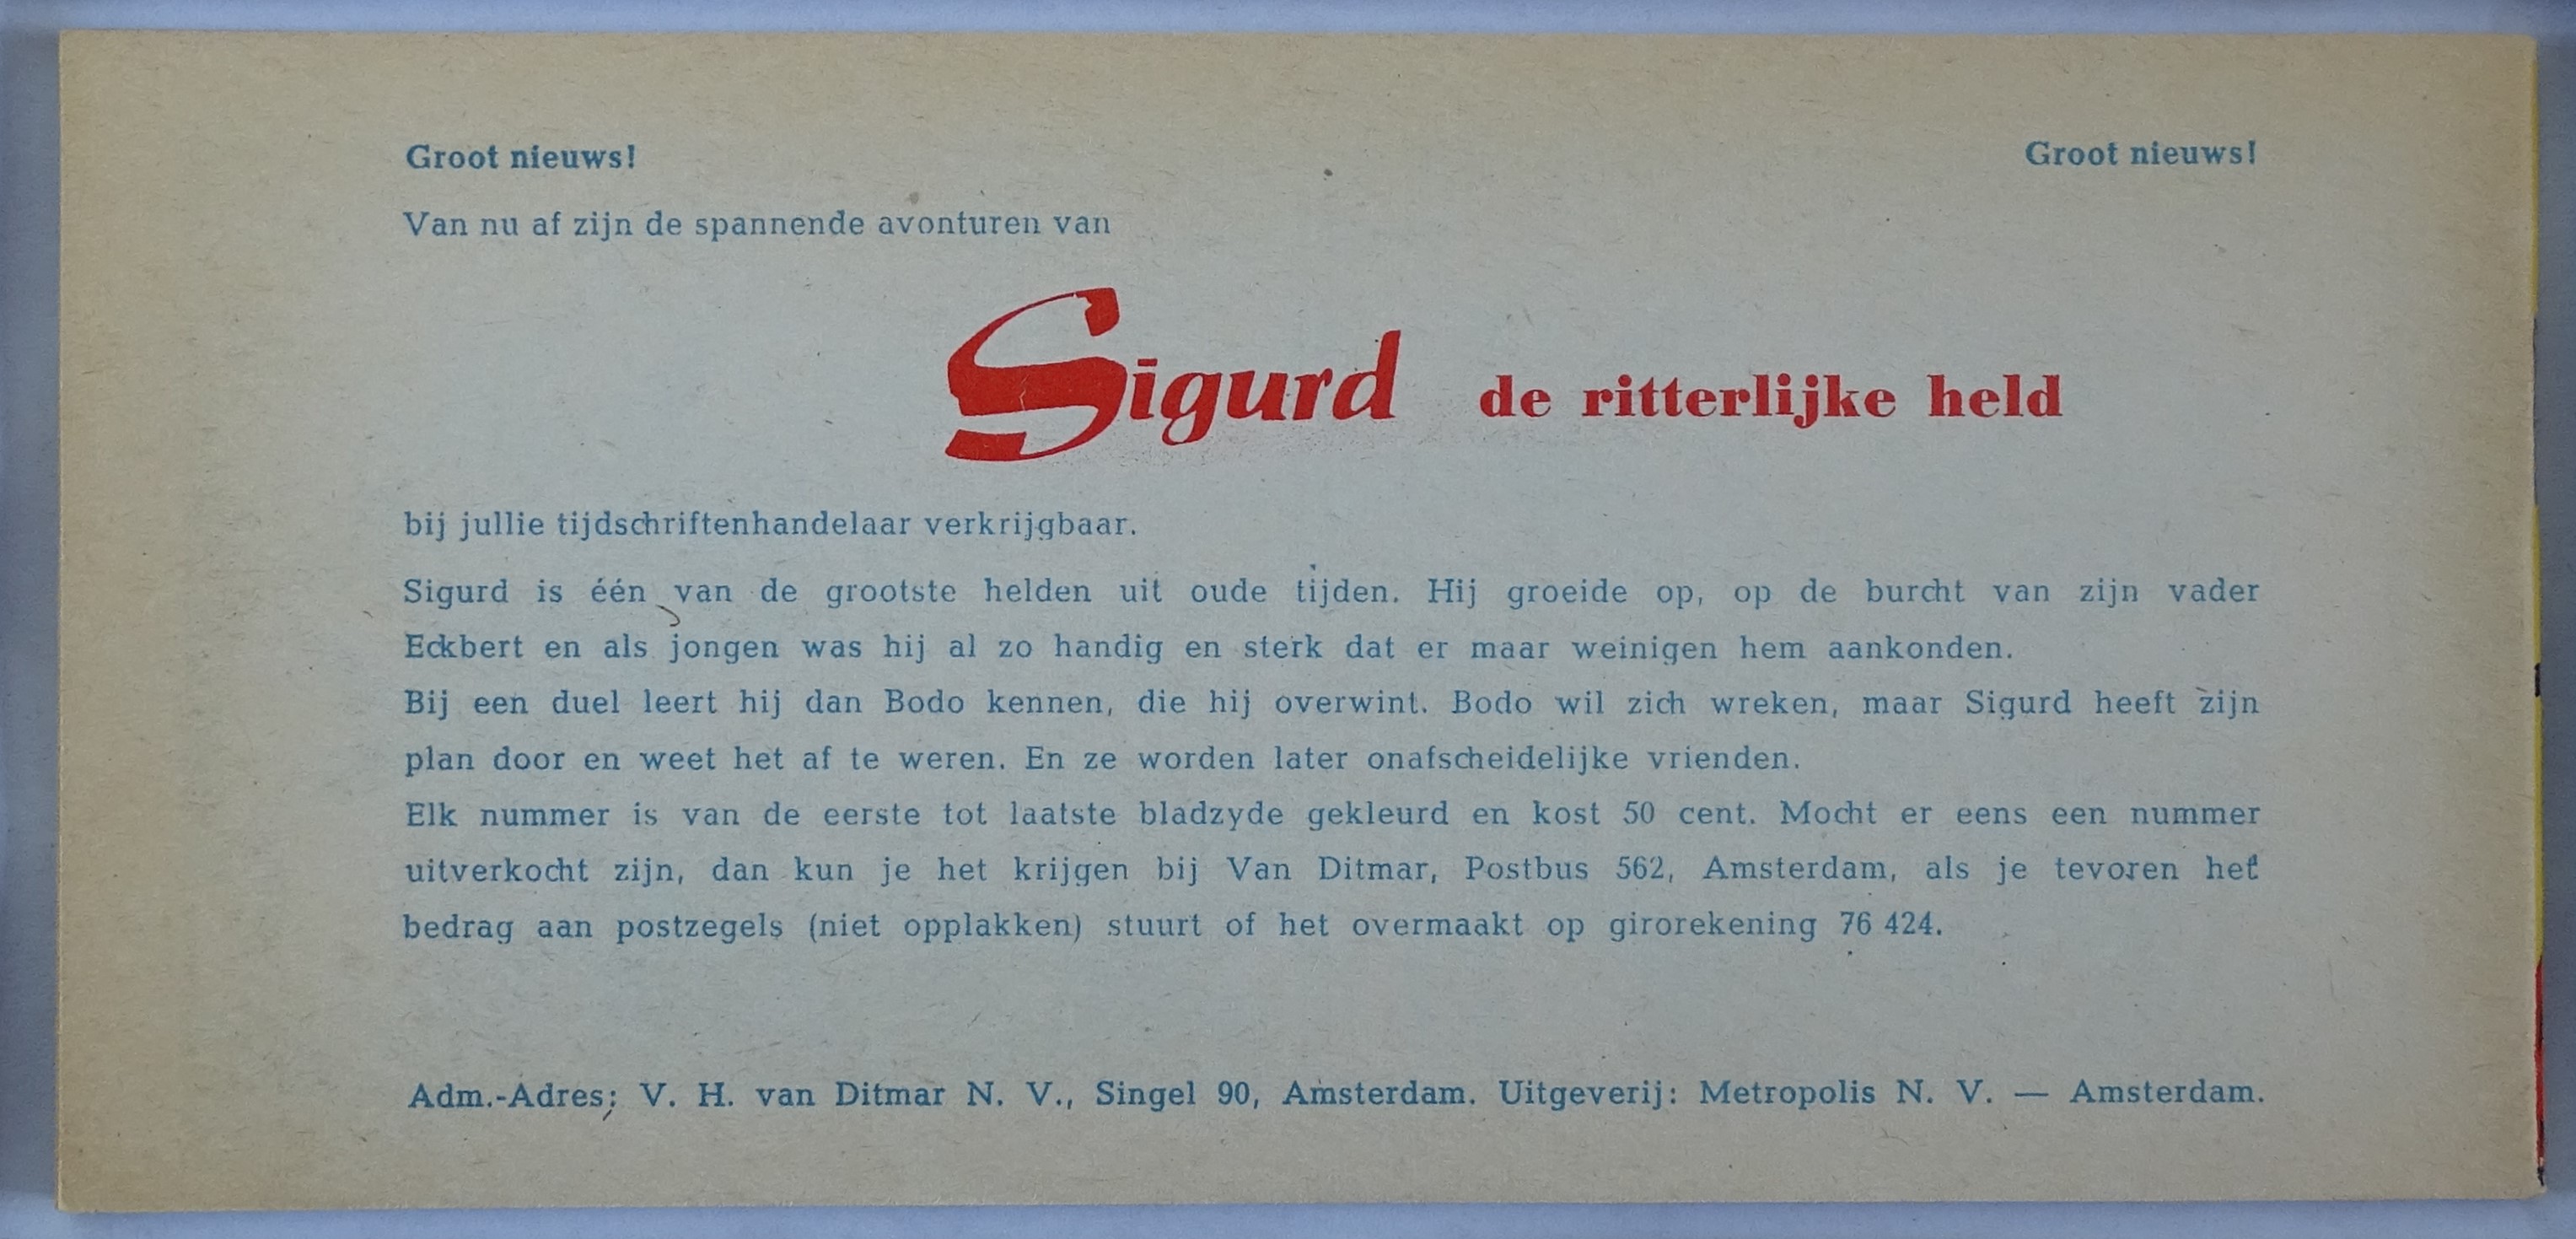 Groot nieuws! Groot nieuws!
Van nu af zijn de spannende avonturen van
Sigurd de ritterlijke held
bij jullie tijdschriftenhandelaar verkrijgbaar.
Sigurd is één van de grootste helden uit oude tijden. Hij groeide op, op de burcht van zijn vader
Eckbert en als jongen was hij al zo handig en sterk dat er maar weinigen hem aankonden.
Bij een duel leert hij dan Bodo kennen, die hij overwint. Bodo wil zich wreken, maar Sigurd heeft zijn
plan door en weet het af te weren. En ze worden later onafscheidelijke vrienden.
Elk nummer is van de eerste tot laatste bladzyde gekleurd en kost 50 cent. Mocht er eens een nummer
uitverkocht zijn, dan kun je het krijgen bij Van Ditmar, Postbus 562, Amsterdam, als je tevoren het
bedrag aan postzegels (niet opplakken) stuurt of het overmaakt op girorekening 76 424.
Adm.-Adres: V. H. van Ditmar N. V., Singel 90, Amsterdam. Uitgeverij: Metropolis N. V. — Amsterdam.